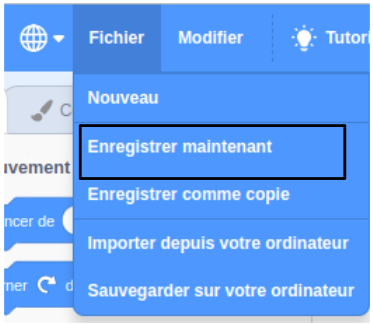 Fichier Modifier Tutori
Nouveau
C
uvement
Enregistrer maintenant
Enregistrer comme copie
ncer de
Importer depuis votre ordinateur
rner d
Sauvegarder sur votre ordinateur